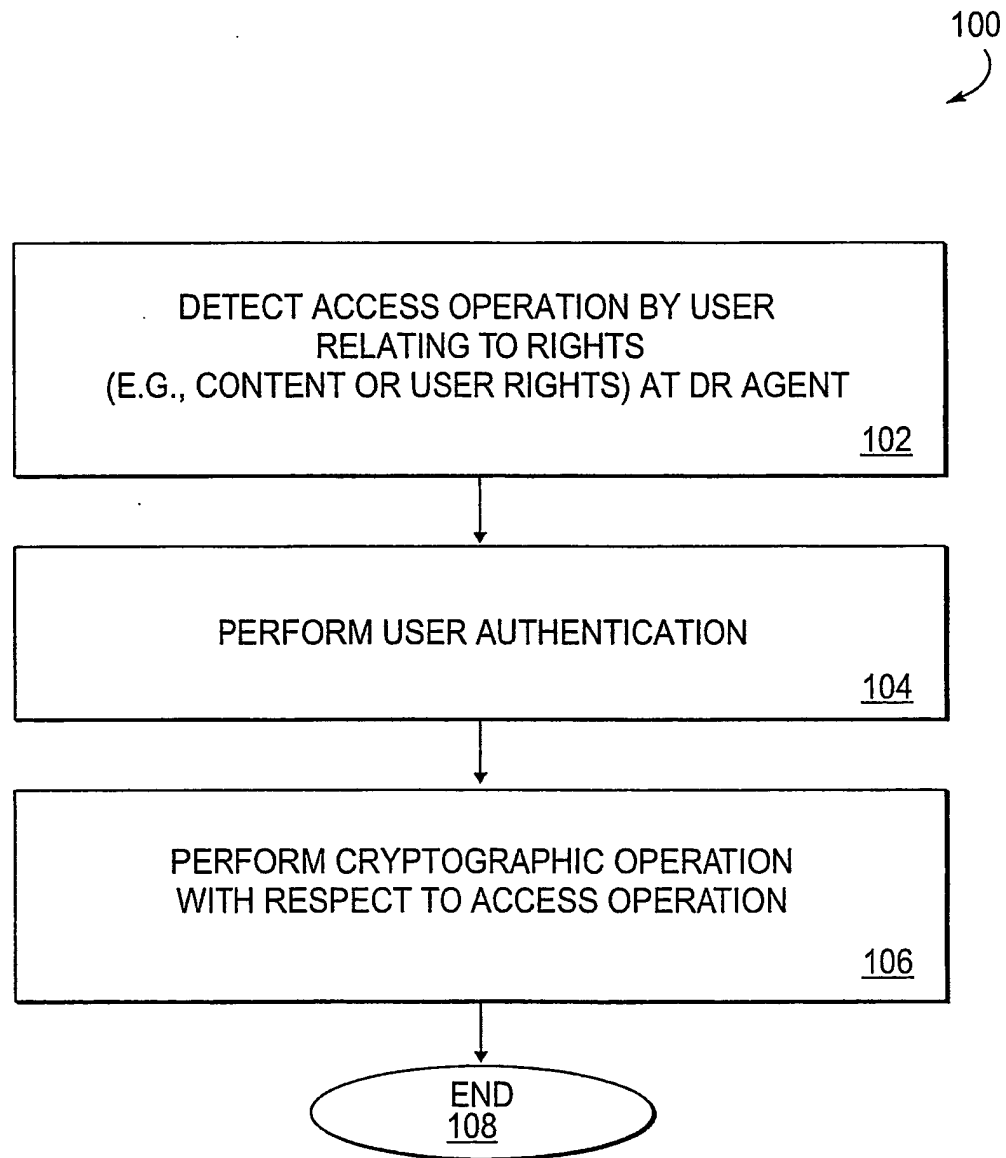 100
DETECT ACCESS OPERATION BY USER
RELATING TO RIGHTS
(E.G., CONTENT OR USER RIGHTS) AT DR AGENT
102
PERFORM USER AUTHENTICATION
104
PERFORM CRYPTOGRAPHIC OPERATION
WITH RESPECT TO ACCESS OPERATION
106
END
108